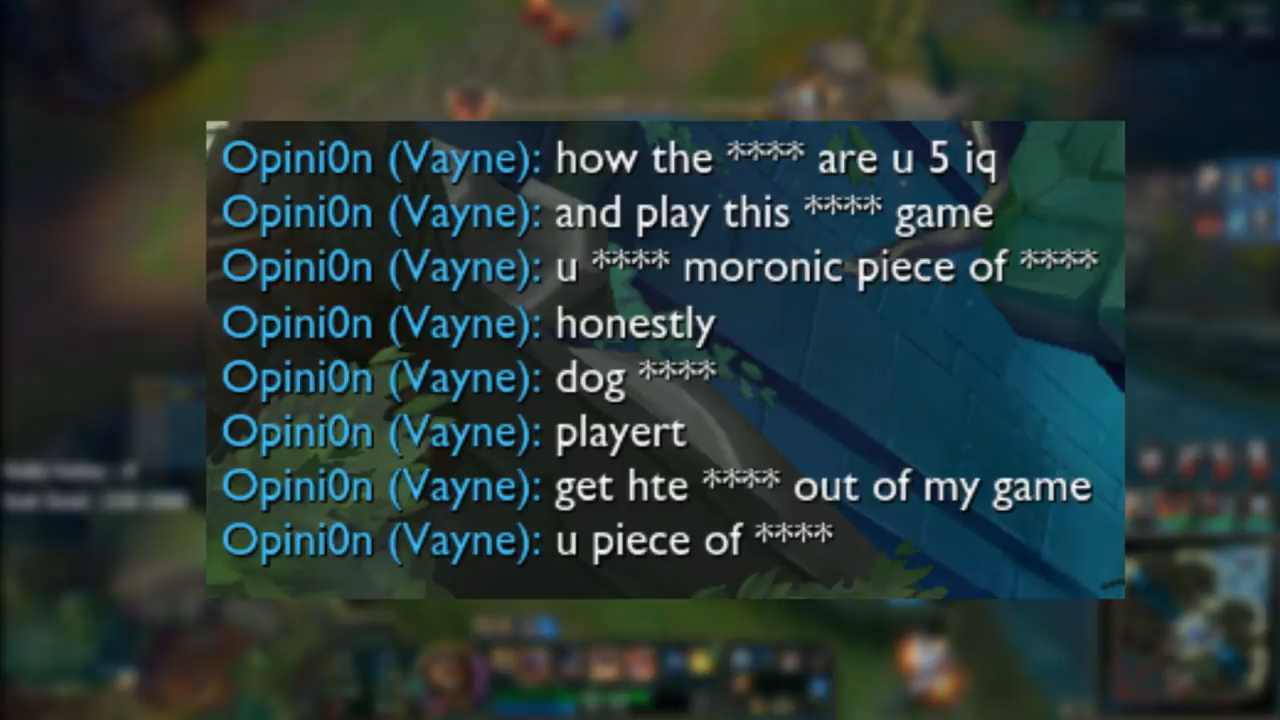 Opini0n (Vayne): how the **** are u 5 iq
Opini0n (Vayne): and play this **** game
Opini0n (Vayne): u **** moronic piece of ****
Opini0n (Vayne): honestly
Opini0n (Vayne): dog ****
Opini0n (Vayne): playert
Opini0n (Vayne): get hte **** out of my game
Opini0n (Vayne): u piece of ****